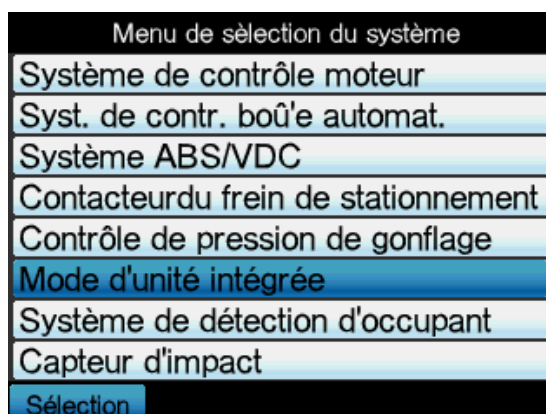 Menu de sèlection du système
Système de contrôle moteur
Syst. de contr. boû'e automat.
Système ABS/VDC
Contacteurdu frein de stationnement
Contrôle de pression de gonflage
Mode d'unité intégrée
Système de détection d'occupant
Capteur d'impact
Sélection